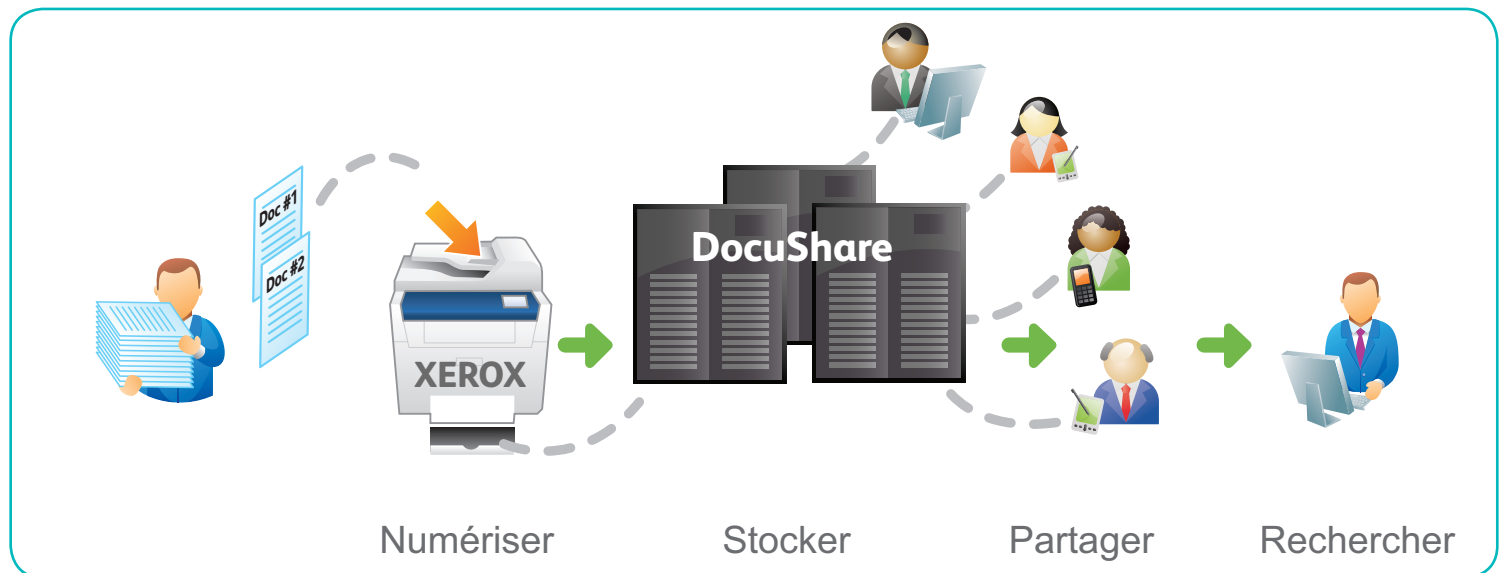 Doc #1
Doc #2
XEROX
DocuShare
Numériser
Stocker
Partager
Rechercher